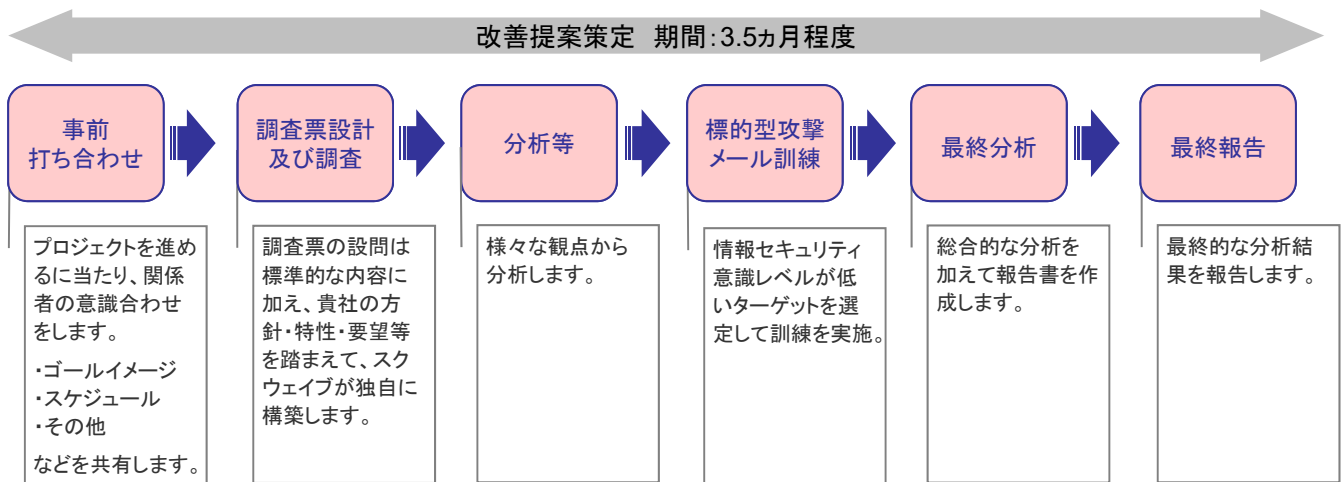 改善提案策定　期間：3.5ヵ月程度
事前
打ち合わせ
調査票設計
及び調査
分析等
標的型攻撃
メール訓練
最終分析
最終報告
プロジェクトを進め
るに当たり、関係
者の意識合わせ
をします。
・ゴールイメージ
・スケジュール
・その他
などを共有します。
調査票の設問は
標準的な内容に
加え、貴社の方
針・特性・要望等
を踏まえて、スク
ウェイブが独自に
構築します。
様々な観点から
分析します。
情報セキュリティ
意識レベルが低
いターゲットを選
定して訓練を実施。
総合的な分析を
加えて報告書を作
成します。
最終的な分析結
果を報告します。